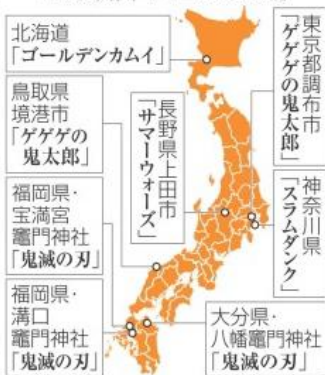 北海道
「ゴールデンカムイ」
東京都調布市
「ゲゲゲの鬼太郎」
鳥取県
境港市
「ゲゲゲの
鬼太郎」
長野県上田市
「サマーウォーズ」
神奈川県
「スラムダンク」
福岡県・
宝満宮
竈門神社
「鬼滅の刃」
福岡県・
溝口
竈門神社
「鬼滅の刃」
大分県・
八幡竈門神社
「鬼滅の刃」